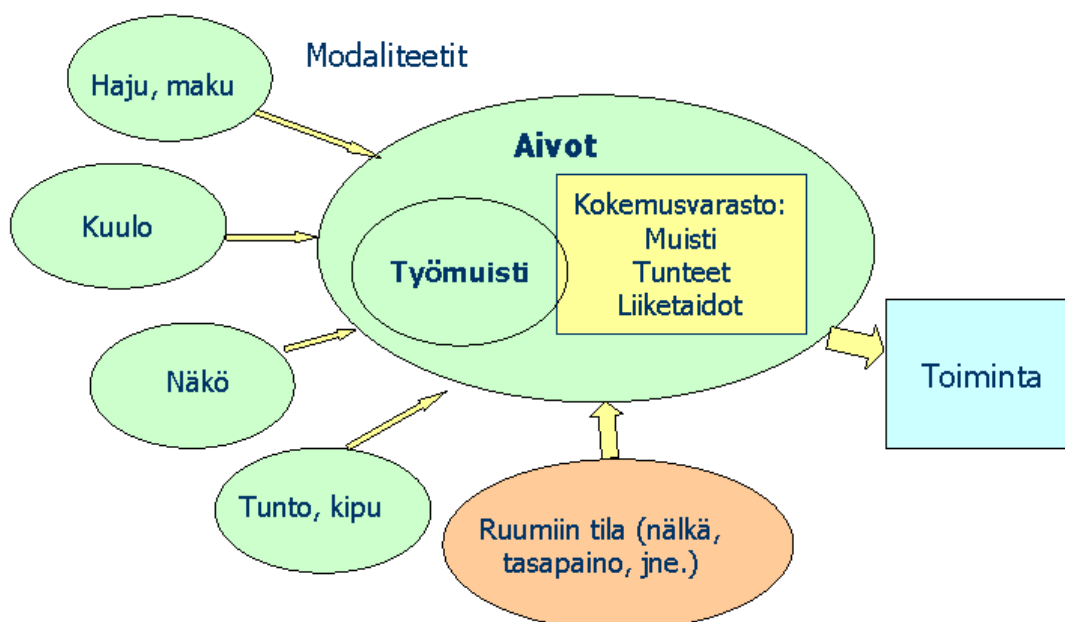 Modaliteetit
Haju, maku
Aivot
Kokemusvarasto:
Muisti
Tunteet
Liiketaidot
Kuulo
Työmuisti
Näkö
Toiminta
Tunto, kipu
Ruumiin tila (nälkä,
tasapaino, jne.)